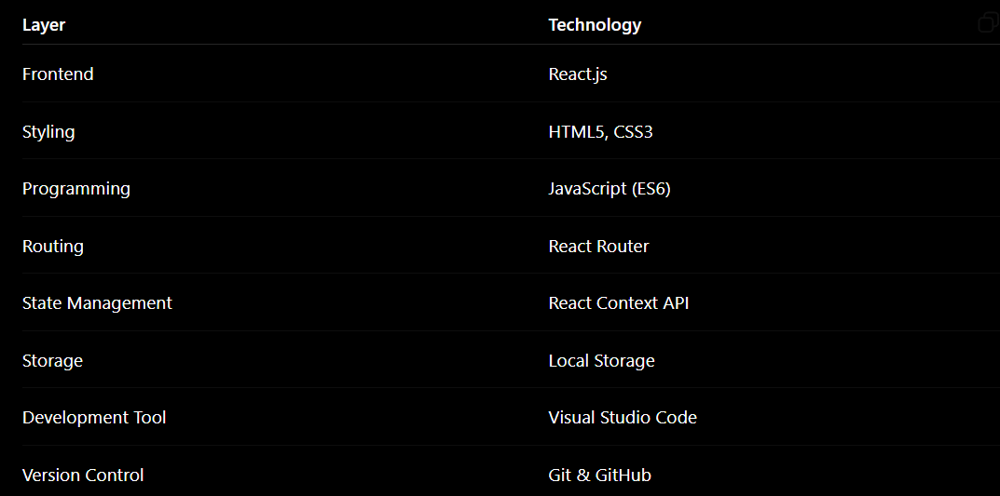 Layer Technology
Frontend React.js
Styling HTML5, CSS3
Programming JavaScript (ES6)
Routing React Router
State Management React Context API
Storage Local Storage
Development Tool Visual Studio Code
Version Control Git & GitHub